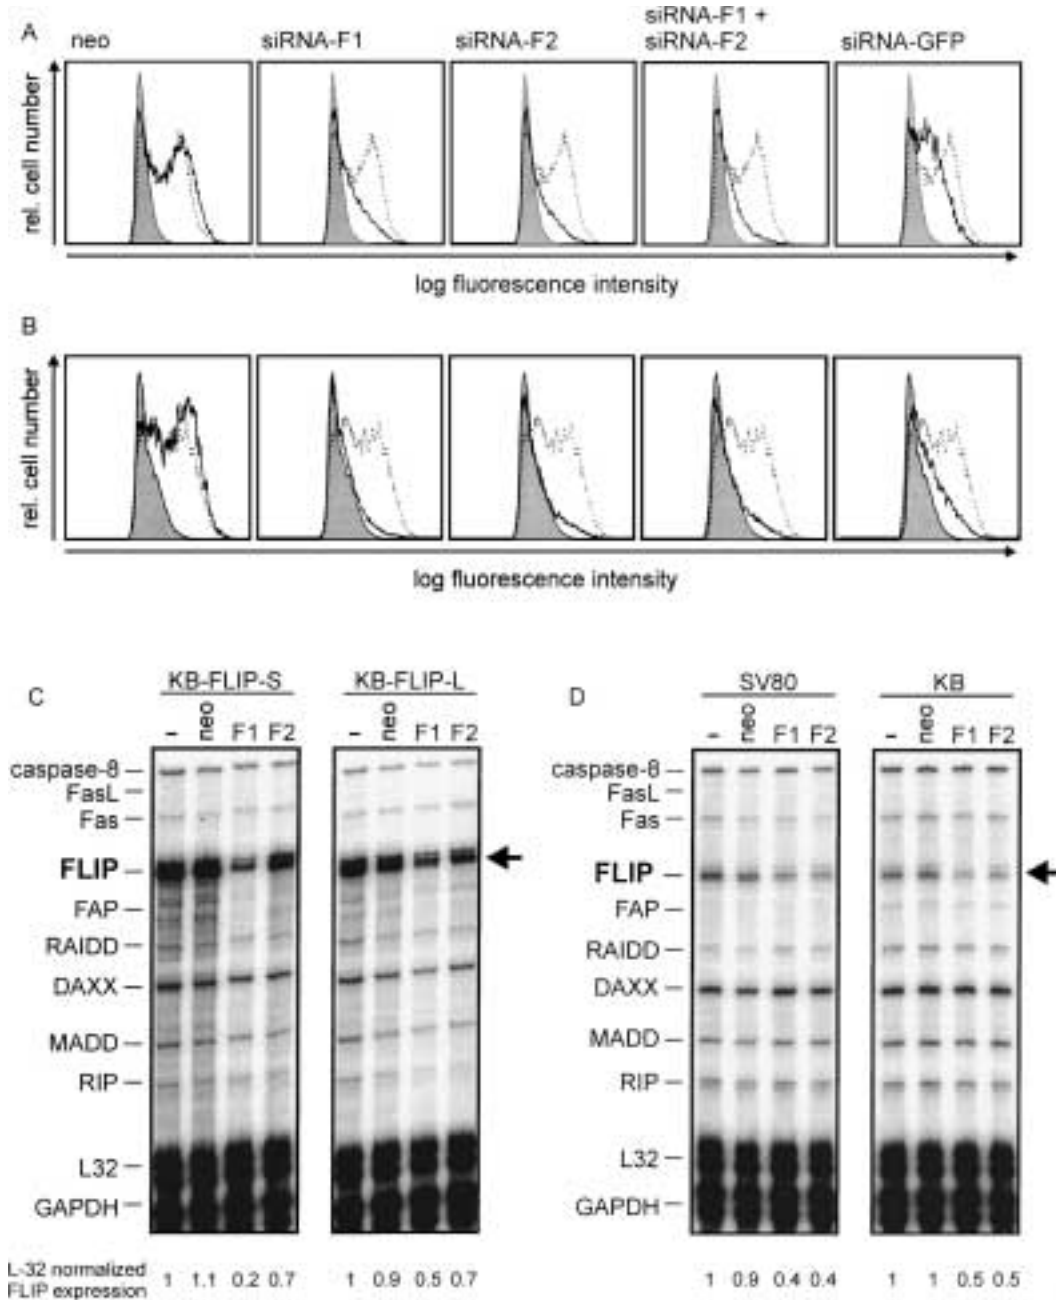 A
neo
siRNA-F1
siRNA-F2
siRNA-F1 +
siRNA-F2
siRNA-GFP
rel. cell number
log fluorescence intensity
B
rel. cell number
log fluorescence intensity
C
KB-FLIP-S
KB-FLIP-L
– neo F1 F2
– neo F1 F2
caspase-8
FasL
Fas
FLIP
FAP
RAIDD
DAXX
MADD
RIP
L32
GAPDH
L-32 normalized
FLIP expression
1 1.1 0.2 0.7
1 0.9 0.5 0.7
D
SV80
KB
– neo F1 F2
– neo F1 F2
caspase-8
FasL
Fas
FLIP
FAP
RAIDD
DAXX
MADD
RIP
L32
GAPDH
1 0.9 0.4 0.4
1 1 0.5 0.5